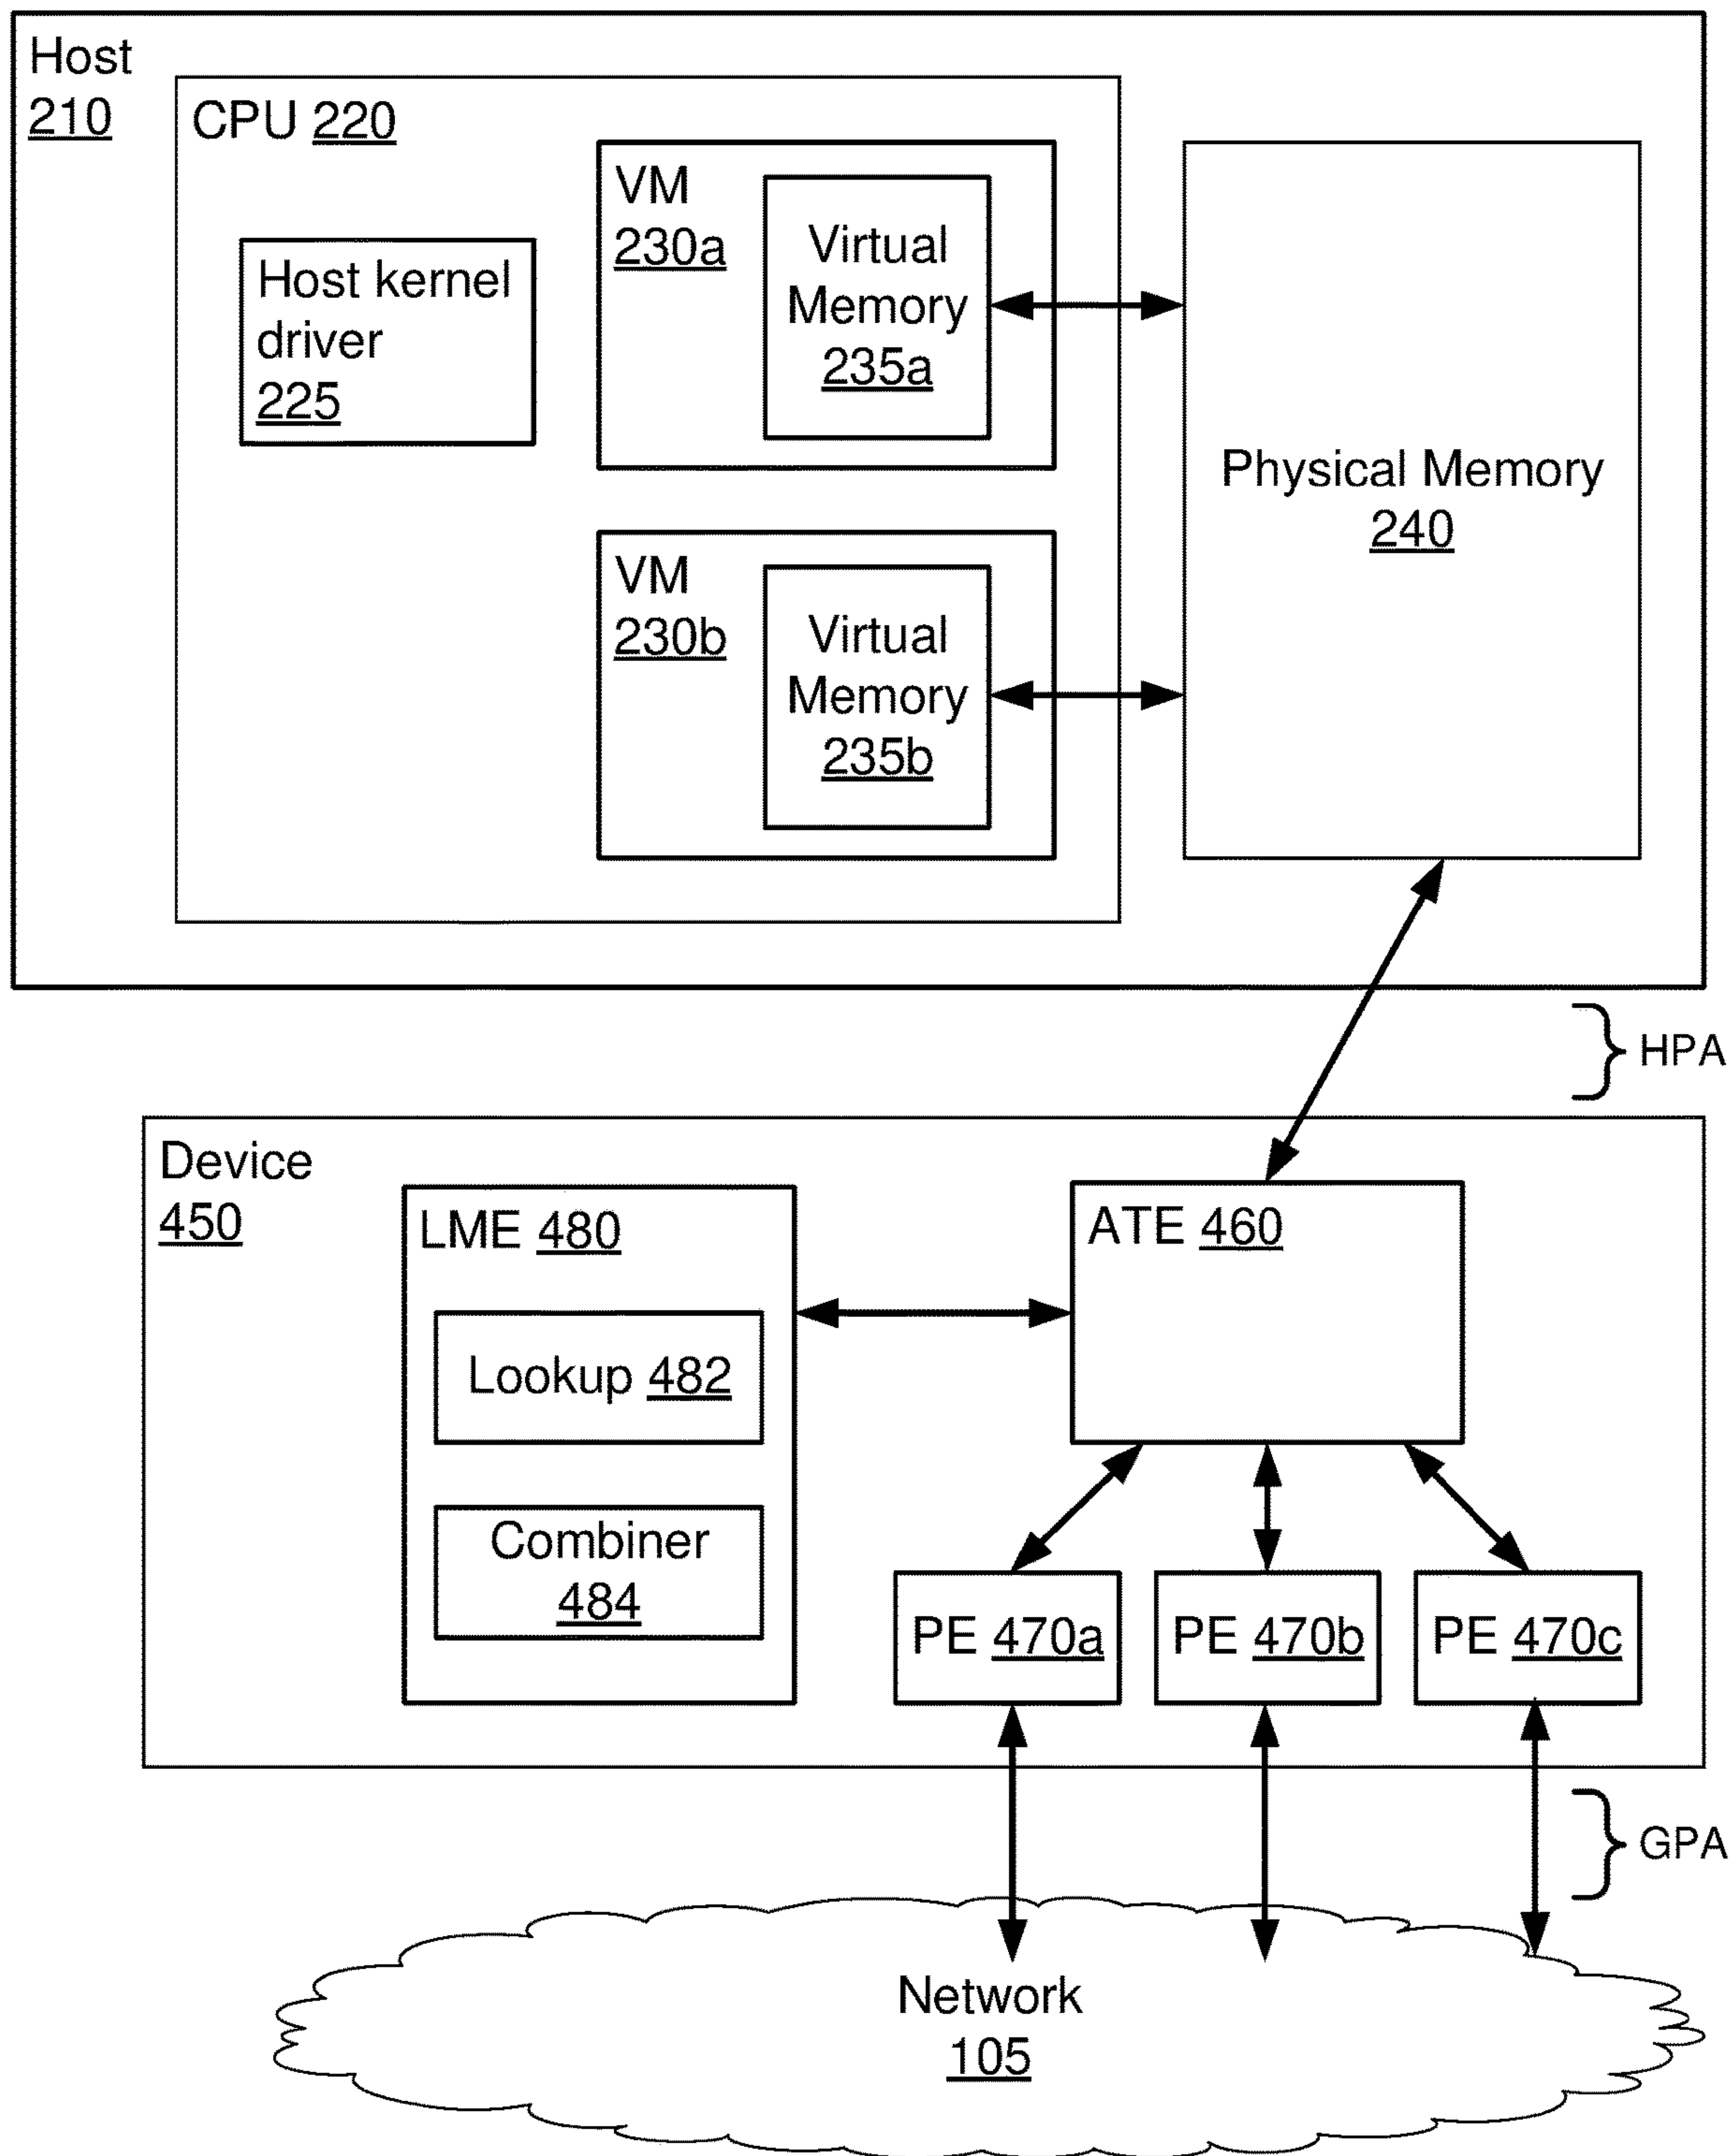 Host
210
CPU 220
Host kernel
driver
225
VM
230a
Virtual
Memory
235a
VM
230b
Virtual
Memory
235b
Physical Memory
240
HPA
Device
450
LME 480
Lookup 482
Combiner
484
ATE 460
PE 470a
PE 470b
PE 470c
GPA
Network
105